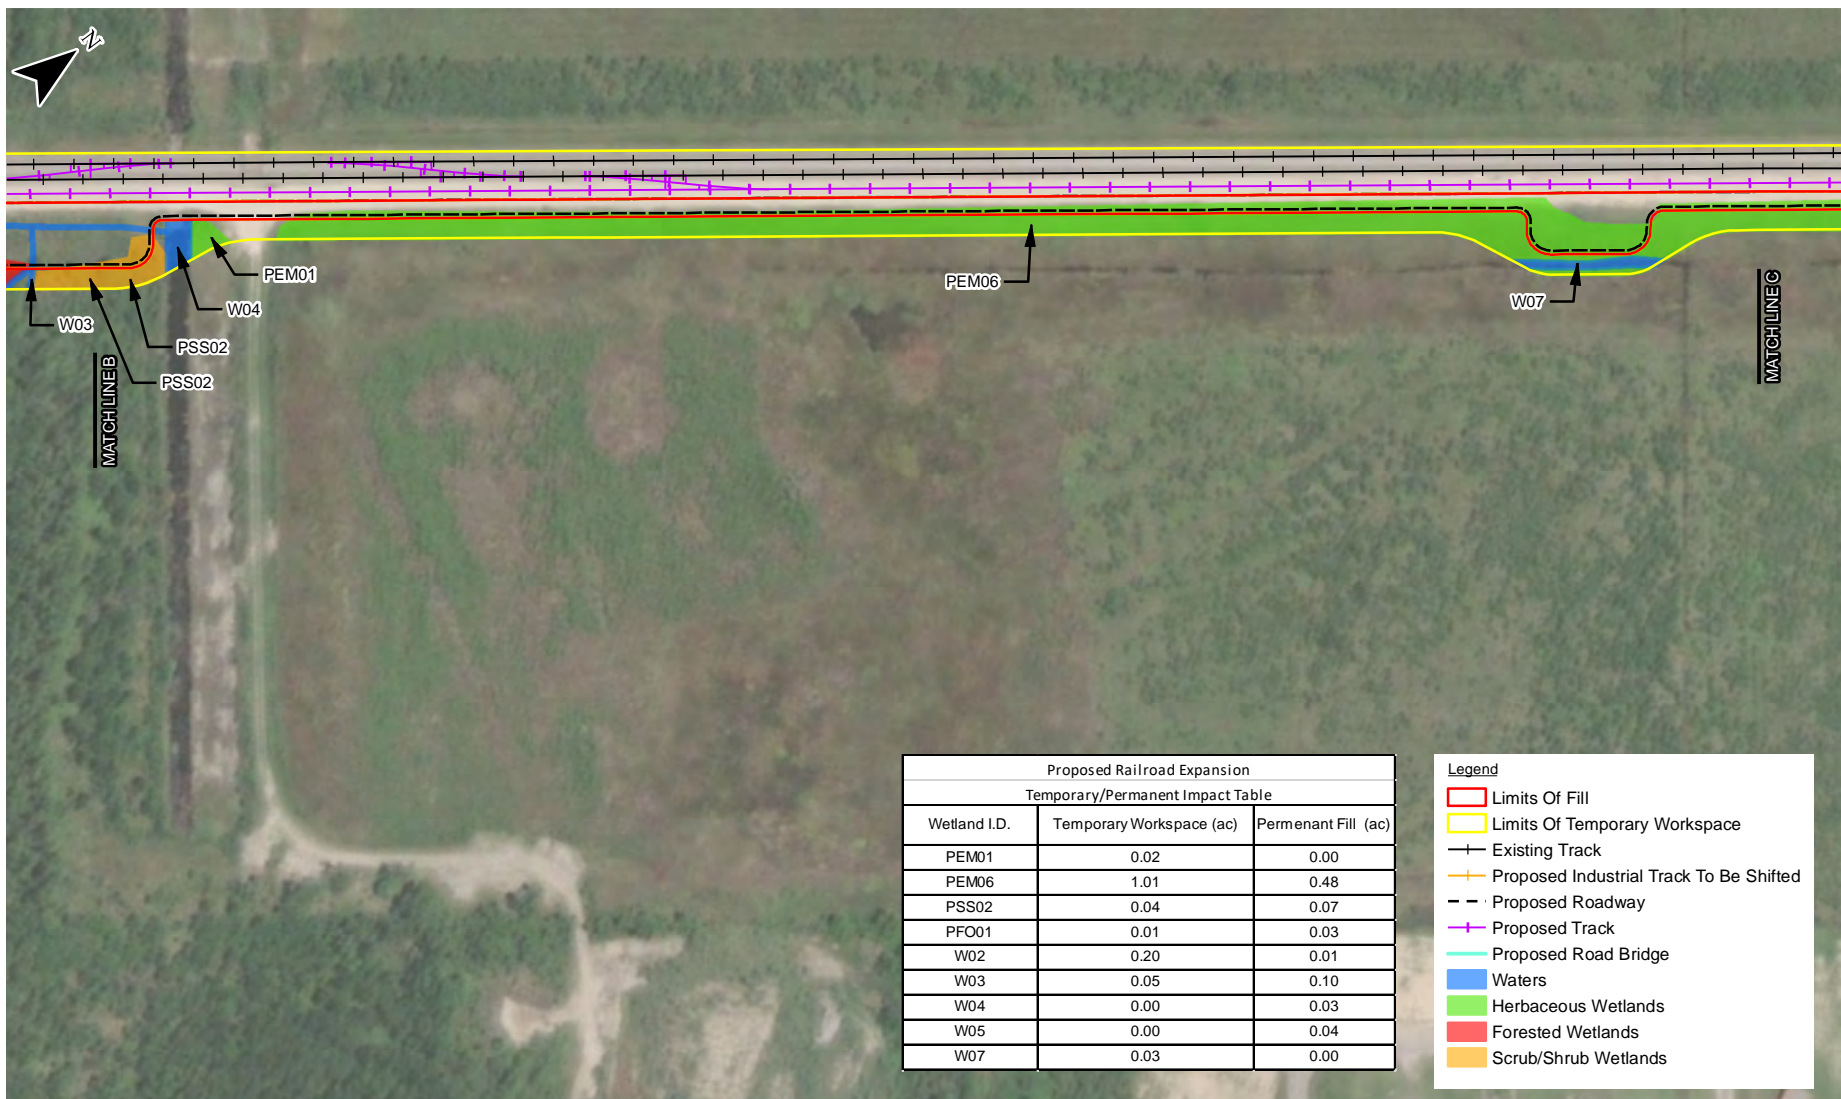 N
PEM01
W04
W03
PSS02
PSS02
PEM06
W07
MATCH LINE B
MATCH LINE C
Proposed Railroad Expansion
Temporary/Permanent Impact Table
Wetland I.D. Temporary Workspace (ac) Permenant Fill (ac)
PEM01 0.02 0.00
PEM06 1.01 0.48
PSS02 0.04 0.07
PFO01 0.01 0.03
W02 0.20 0.01
W03 0.05 0.10
W04 0.00 0.03
W05 0.00 0.04
W07 0.03 0.00
Legend
Limits Of Fill
Limits Of Temporary Workspace
Existing Track
Proposed Industrial Track To Be Shifted
Proposed Roadway
Proposed Track
Proposed Road Bridge
Waters
Herbaceous Wetlands
Forested Wetlands
Scrub/Shrub Wetlands